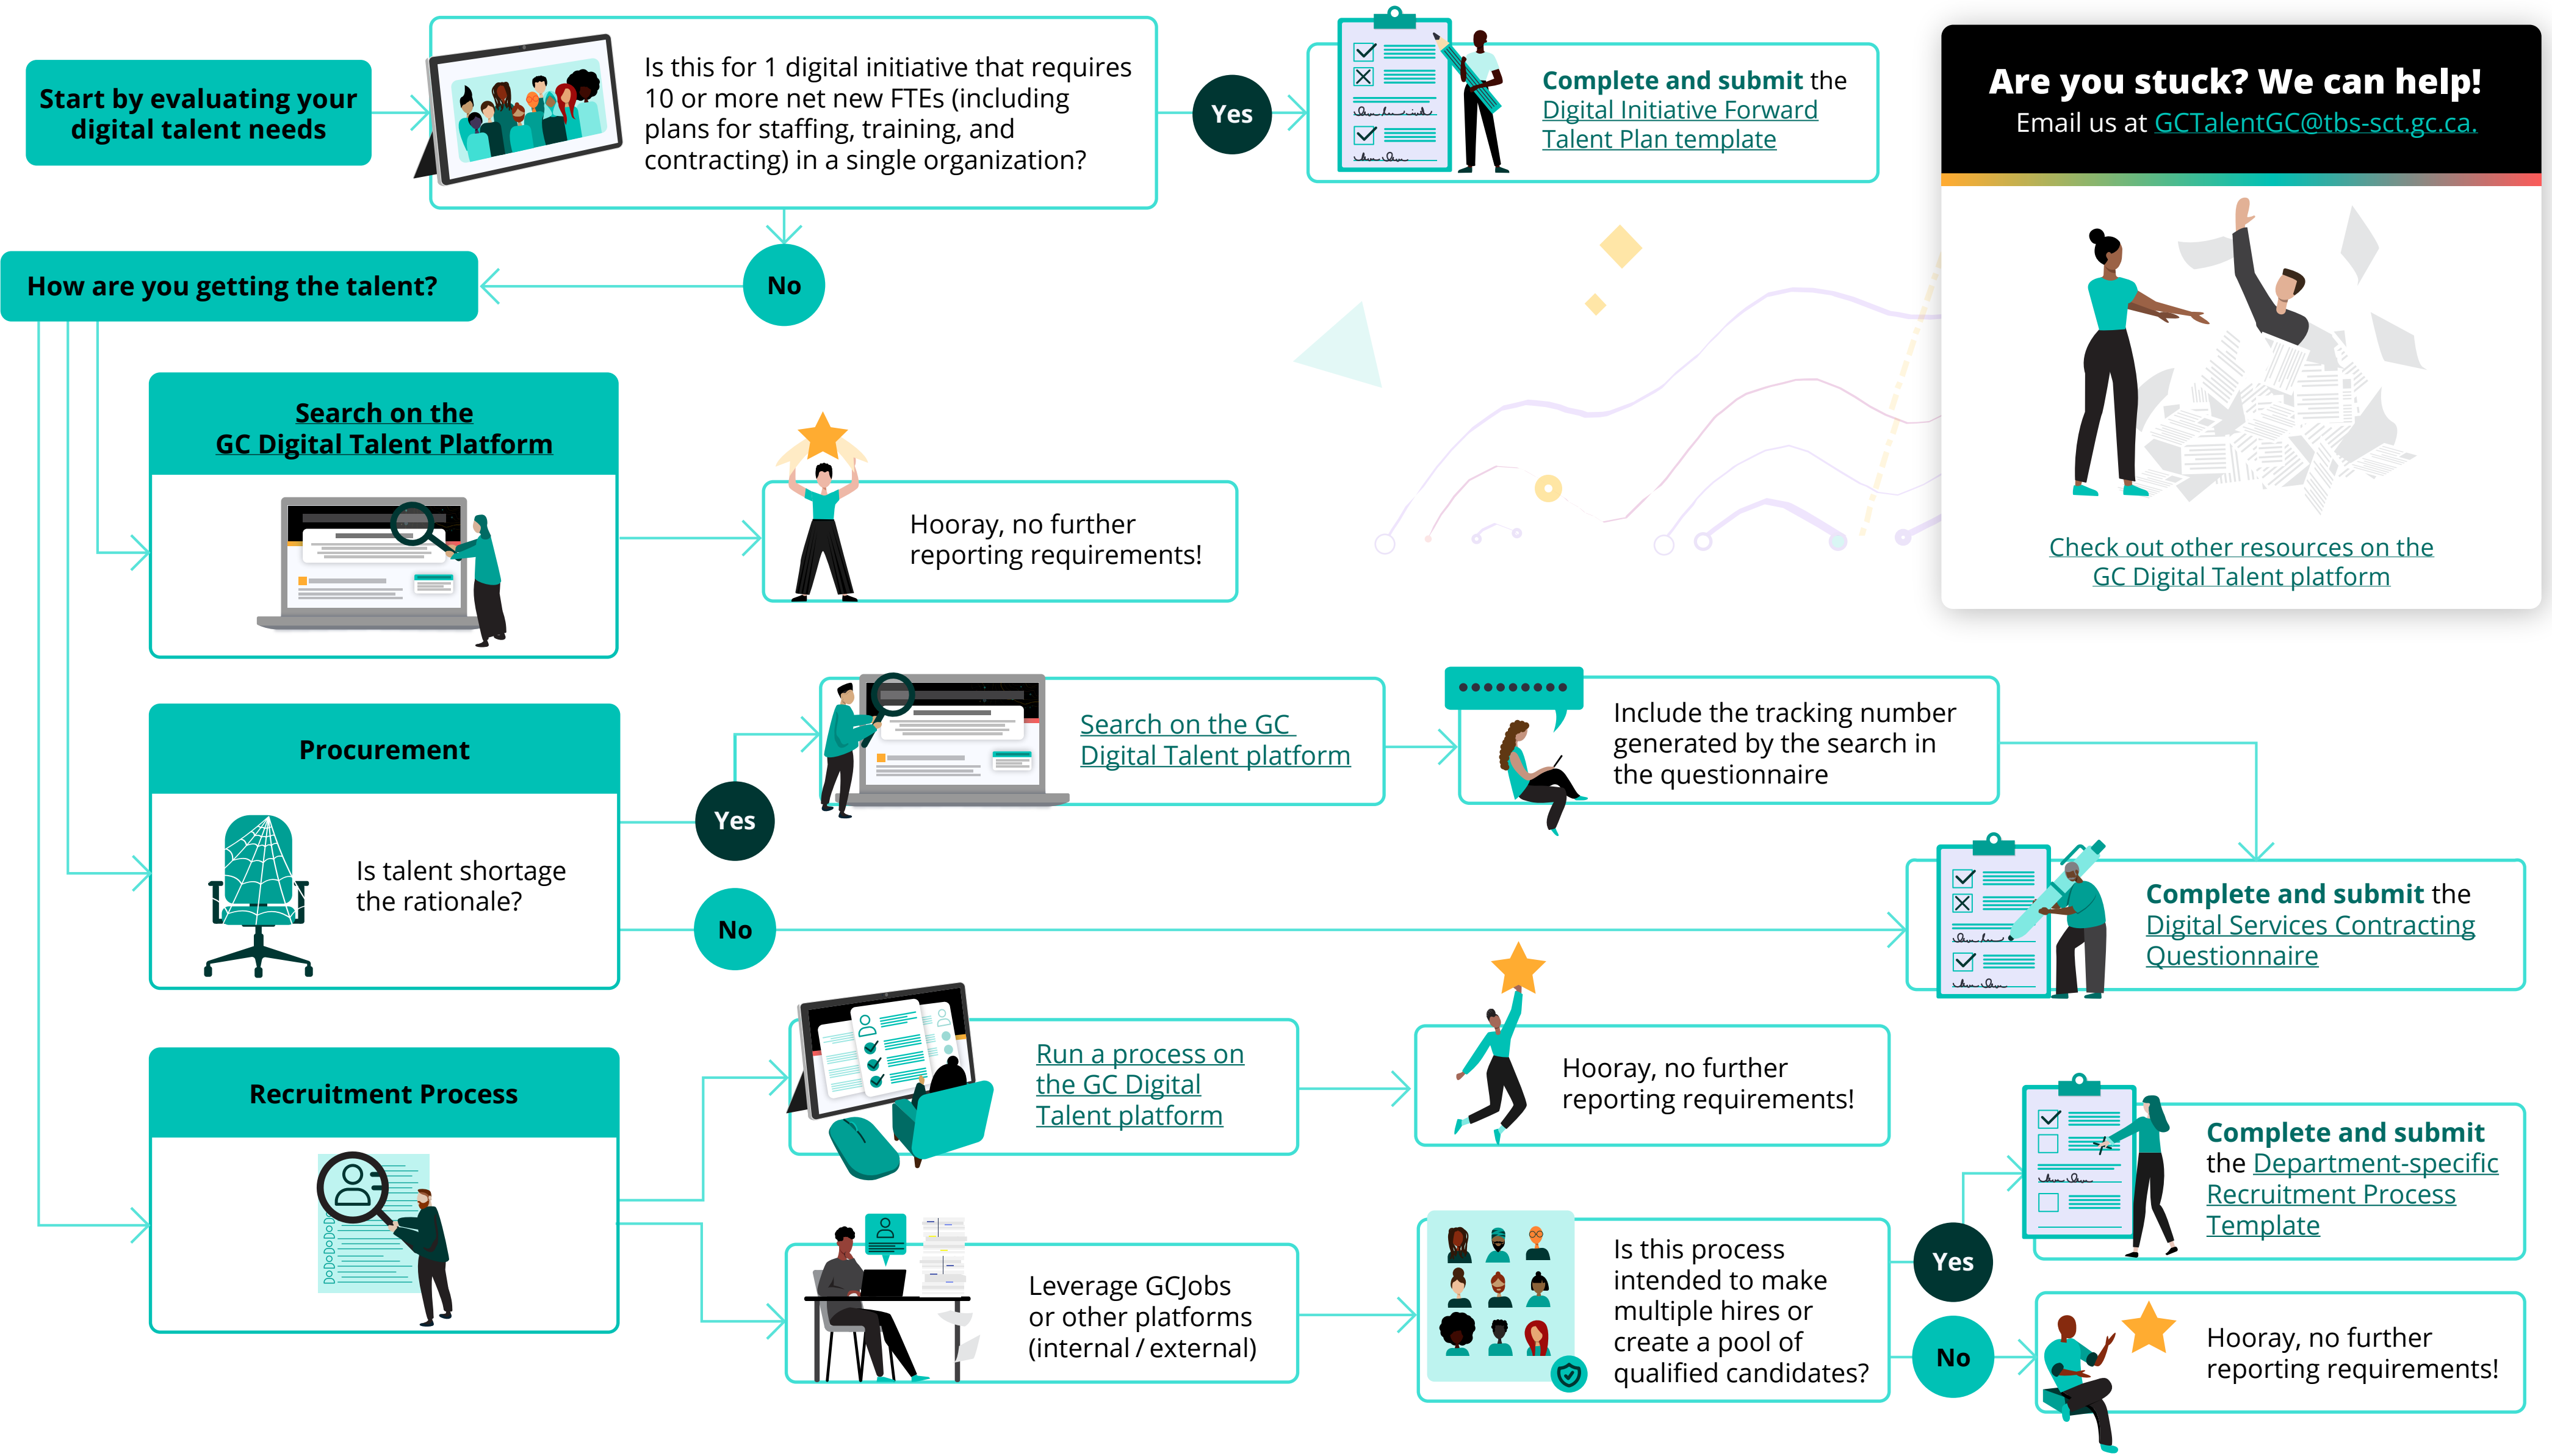 Start by evaluating your
digital talent needs
Is this for 1 digital initiative that requires
10 or more net new FTEs (including
plans for staffing, training, and
contracting) in a single organization?
Yes
Complete and submit the
Digital Initiative Forward
Talent Plan template
Are you stuck? We can help!
Email us at GCTalentGC@tbs-sct.gc.ca.
Check out other resources on the
GC Digital Talent platform
No
How are you getting the talent?
Search on the
GC Digital Talent Platform
Hooray, no further
reporting requirements!
Procurement
Is talent shortage
the rationale?
Yes
Search on the GC
Digital Talent platform
Include the tracking number
generated by the search in
the questionnaire
No
Complete and submit the
Digital Services Contracting
Questionnaire
Recruitment Process
Run a process on
the GC Digital
Talent platform
Hooray, no further
reporting requirements!
Leverage GCJobs
or other platforms
(internal / external)
Is this process
intended to make
multiple hires or
create a pool of
qualified candidates?
Yes
Complete and submit
the Department-specific
Recruitment Process
Template
No
Hooray, no further
reporting requirements!